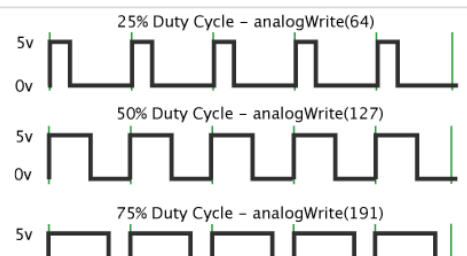 25% Duty Cycle – analogWrite(64)
5v
0v
50% Duty Cycle – analogWrite(127)
5v
0v
75% Duty Cycle – analogWrite(191)
5v